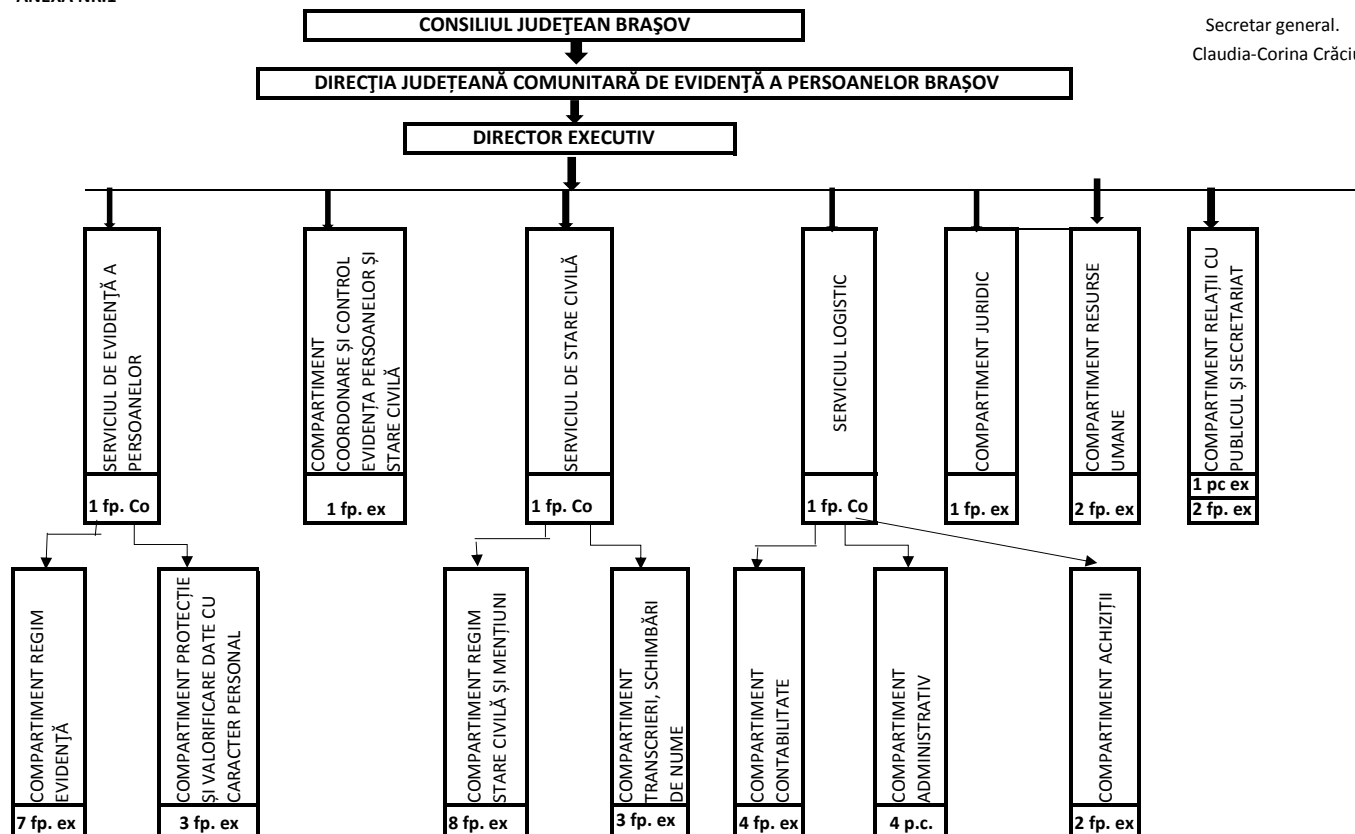 ANEXA NR.1
CONSILIUL JUDEŢEAN BRAŞOV
Secretar general.
Claudia-Corina Crăciu
DIRECŢIA JUDEȚEANĂ COMUNITARĂ DE EVIDENŢĂ A PERSOANELOR BRAȘOV
DIRECTOR EXECUTIV
SERVICIUL DE EVIDENŢĂ A
PERSOANELOR
1 fp. Co
COMPARTIMENT
COORDONARE ȘI CONTROL
EVIDENȚA PERSOANELOR ȘI
STARE CIVILĂ
1 fp. ex
SERVICIUL DE STARE CIVILĂ
1 fp. Co
SERVICIUL LOGISTIC
1 fp. Co
COMPARTIMENT JURIDIC
1 fp. ex
COMPARTIMENT RESURSE
UMANE
2 fp. ex
COMPARTIMENT RELAȚII CU
PUBLICUL ȘI SECRETARIAT
1 pc ex
2 fp. ex
COMPARTIMENT REGIM
EVIDENȚĂ
7 fp. ex
COMPARTIMENT PROTECȚIE
ȘI VALORIFICARE DATE CU
CARACTER PERSONAL
3 fp. ex
COMPARTIMENT REGIM
STARE CIVILĂ ȘI MENȚIUNI
8 fp. ex
COMPARTIMENT
TRANSCRIERI, SCHIMBĂRI
DE NUME
3 fp. ex
COMPARTIMENT
CONTABILITATE
4 fp. ex
COMPARTIMENT
ADMINISTRATIV
4 p.c.
COMPARTIMENT ACHIZIȚII
2 fp. ex